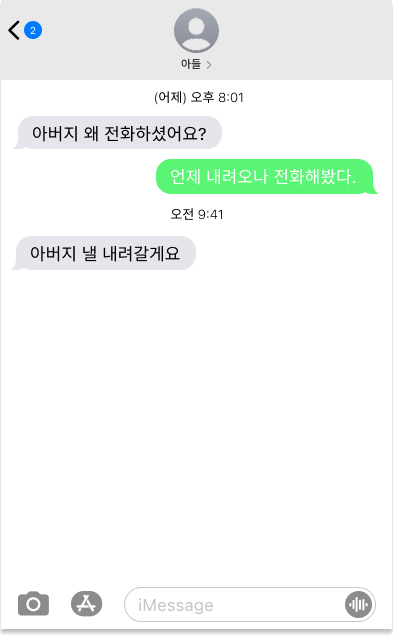 2
아들
(어제) 오후 8:01
아버지 왜 전화하셨어요?
언제 내려오나 전화해봤다.
오전 9:41
아버지 낼 내려갈게요
iMessage